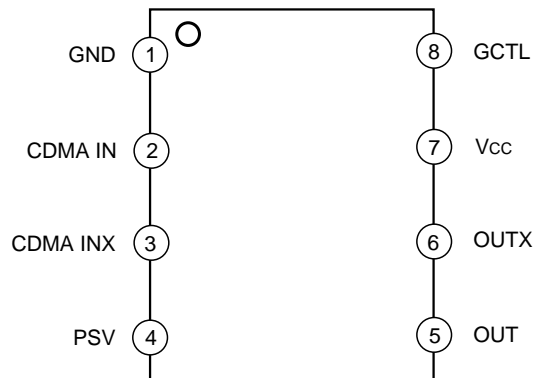 GND 1 8 GCTL
CDMA IN 2 7 Vcc
CDMA INX 3 6 OUTX
PSV 4 5 OUT